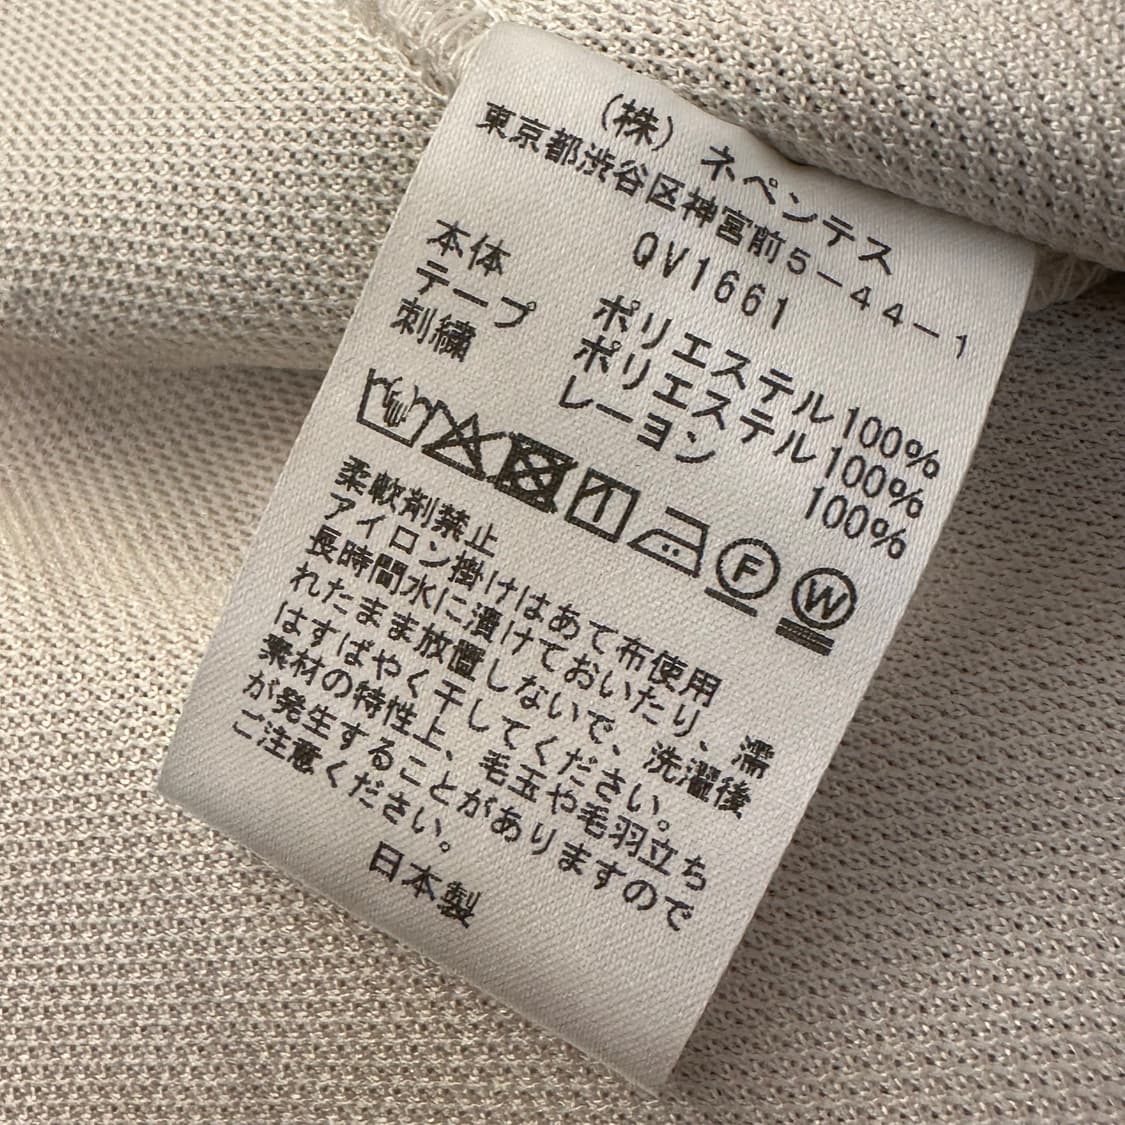 (株) ネペンテス
東京都渋谷区神宮前5−44−1
QV1661
本体 ポリエステル100%
テープ ポリエステル100%
刺繍 レーヨン 100%
F W
柔軟剤禁止
アイロン掛けはあて布使用
長時間水に漬けておいたり、濡
れたまま放置しないで、洗濯後
はすばやく干してください。
素材の特性上、毛玉や毛羽立ち
が発生することがありますので
ご注意ください。
日本製